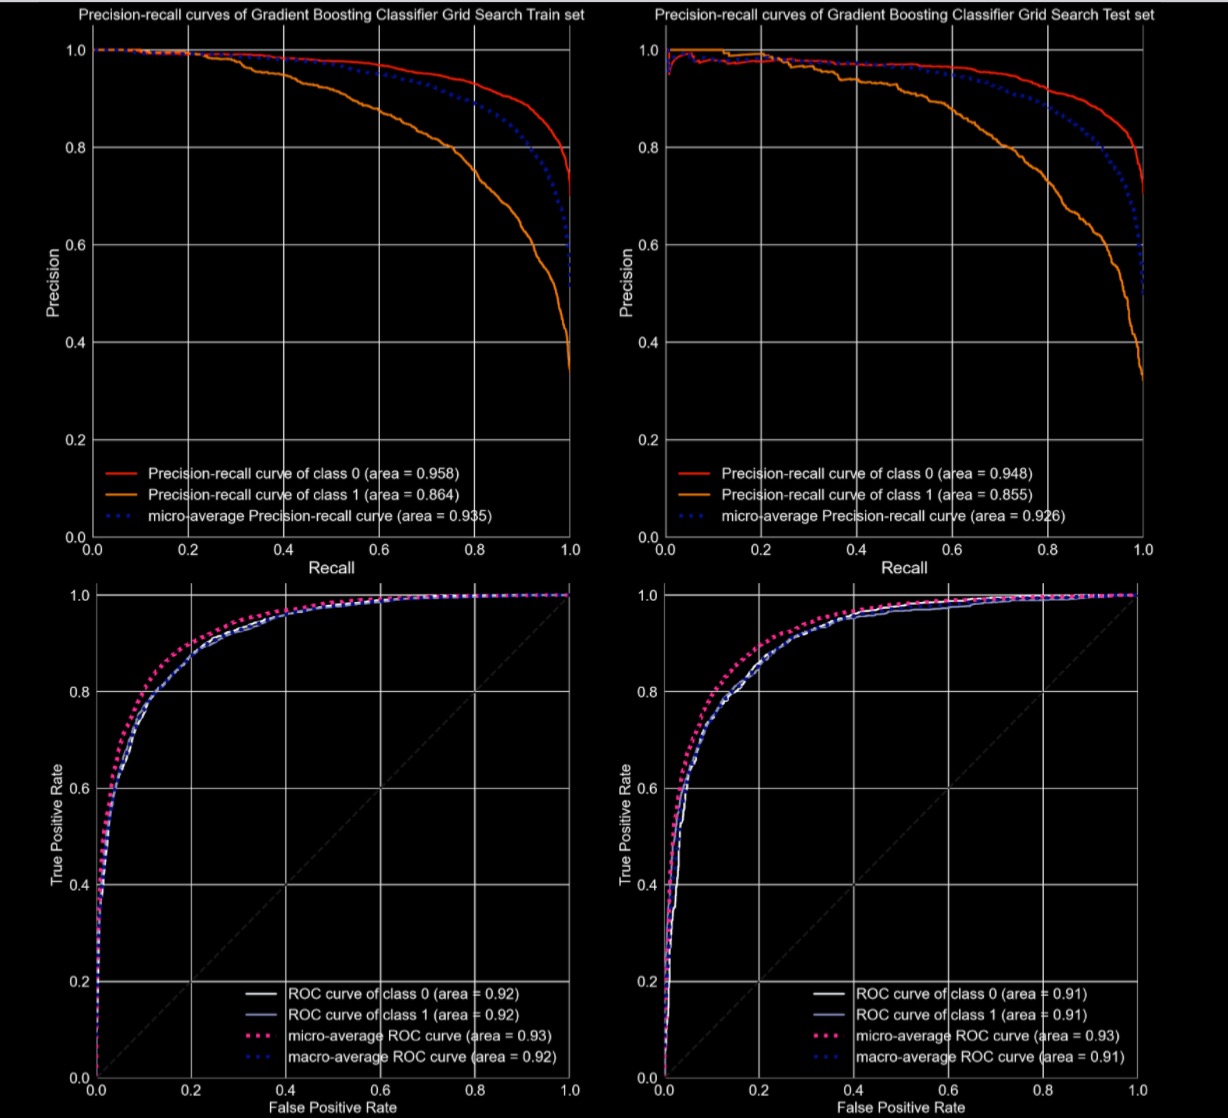 Precision-recall curves of Gradient Boosting Classifier Grid Search Train set
1.0
0.8
0.6
0.4
0.2
0.0
Precision
Precision-recall curve of class 0 (area = 0.958)
Precision-recall curve of class 1 (area = 0.864)
micro-average Precision-recall curve (area = 0.935)
0.0 0.2 0.4 0.6 0.8 1.0
Recall
Precision-recall curves of Gradient Boosting Classifier Grid Search Test set
1.0
0.8
0.6
0.4
0.2
0.0
Precision
Precision-recall curve of class 0 (area = 0.948)
Precision-recall curve of class 1 (area = 0.855)
micro-average Precision-recall curve (area = 0.926)
0.0 0.2 0.4 0.6 0.8 1.0
Recall
1.0
0.8
0.6
0.4
0.2
0.0
True Positive Rate
ROC curve of class 0 (area = 0.92)
ROC curve of class 1 (area = 0.92)
micro-average ROC curve (area = 0.93)
macro-average ROC curve (area = 0.92)
0.0 0.2 0.4 0.6 0.8 1.0
False Positive Rate
1.0
0.8
0.6
0.4
0.2
0.0
True Positive Rate
ROC curve of class 0 (area = 0.91)
ROC curve of class 1 (area = 0.91)
micro-average ROC curve (area = 0.93)
macro-average ROC curve (area = 0.91)
0.0 0.2 0.4 0.6 0.8 1.0
False Positive Rate